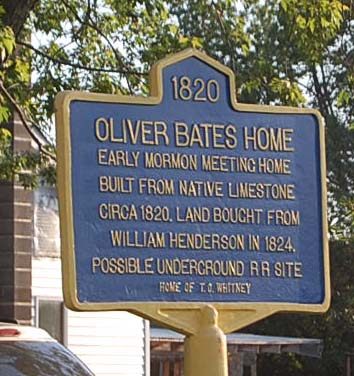 1820
OLIVER BATES HOME
EARLY MORMON MEETING HOME
BUILT FROM NATIVE LIMESTONE
CIRCA 1820. LAND BOUGHT FROM
WILLIAM HENDERSON IN 1824.
POSSIBLE UNDERGROUND R R SITE
HOME OF T. O. WHITNEY